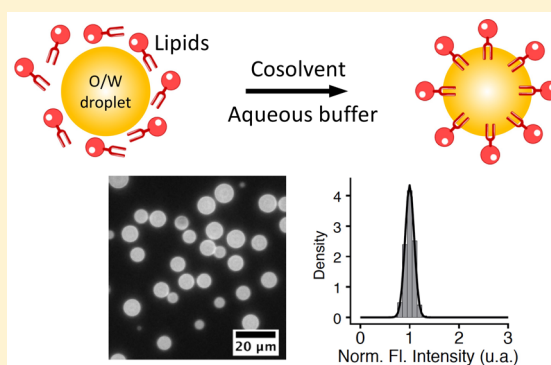 Lipids
O/W
droplet
Cosolvent
Aqueous buffer
20 µm
Density
4
3
2
1
0
0 1 2 3
Norm. Fl. Intensity (u.a.)